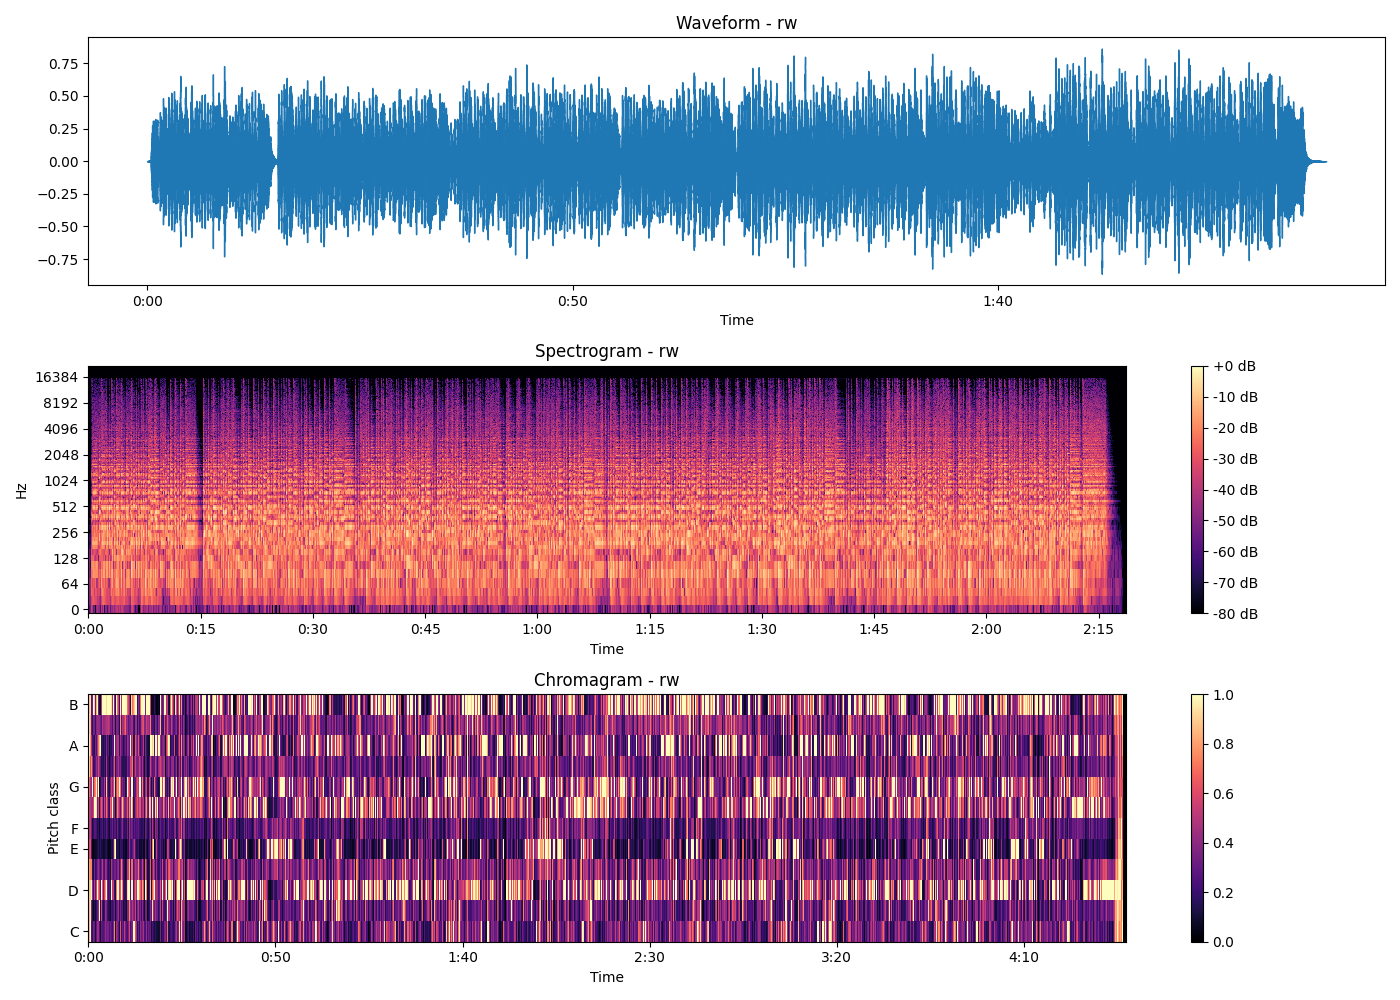 Waveform - rw
0.75
0.50
0.25
0.00
−0.25
−0.50
−0.75
0:00 0:50 1:40
Time
Spectrogram - rw
Hz
16384
8192
4096
2048
1024
512
256
128
64
0
0:00 0:15 0:30 0:45 1:00 1:15 1:30 1:45 2:00 2:15
Time
+0 dB
-10 dB
-20 dB
-30 dB
-40 dB
-50 dB
-60 dB
-70 dB
-80 dB
Chromagram - rw
Pitch class
B
A
G
F
E
D
C
0:00 0:50 1:40 2:30 3:20 4:10
Time
1.0
0.8
0.6
0.4
0.2
0.0